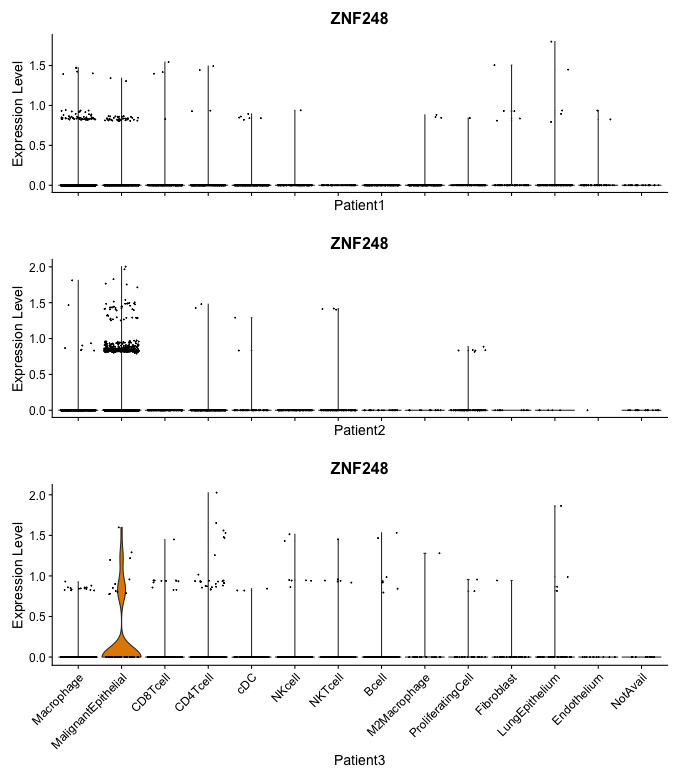 ZNF248
Expression Level
1.5
1.0
0.5
0.0
Patient1
ZNF248
Expression Level
2.0
1.5
1.0
0.5
0.0
Patient2
ZNF248
Expression Level
2.0
1.5
1.0
0.5
0.0
Macrophage
MalignantEpithelial
CD8Tcell
CD4Tcell
cDC
NKcell
NKTcell
Bcell
M2Macrophage
ProliferatingCell
Fibroblast
LungEpithelium
Endothelium
NotAvail
Patient3